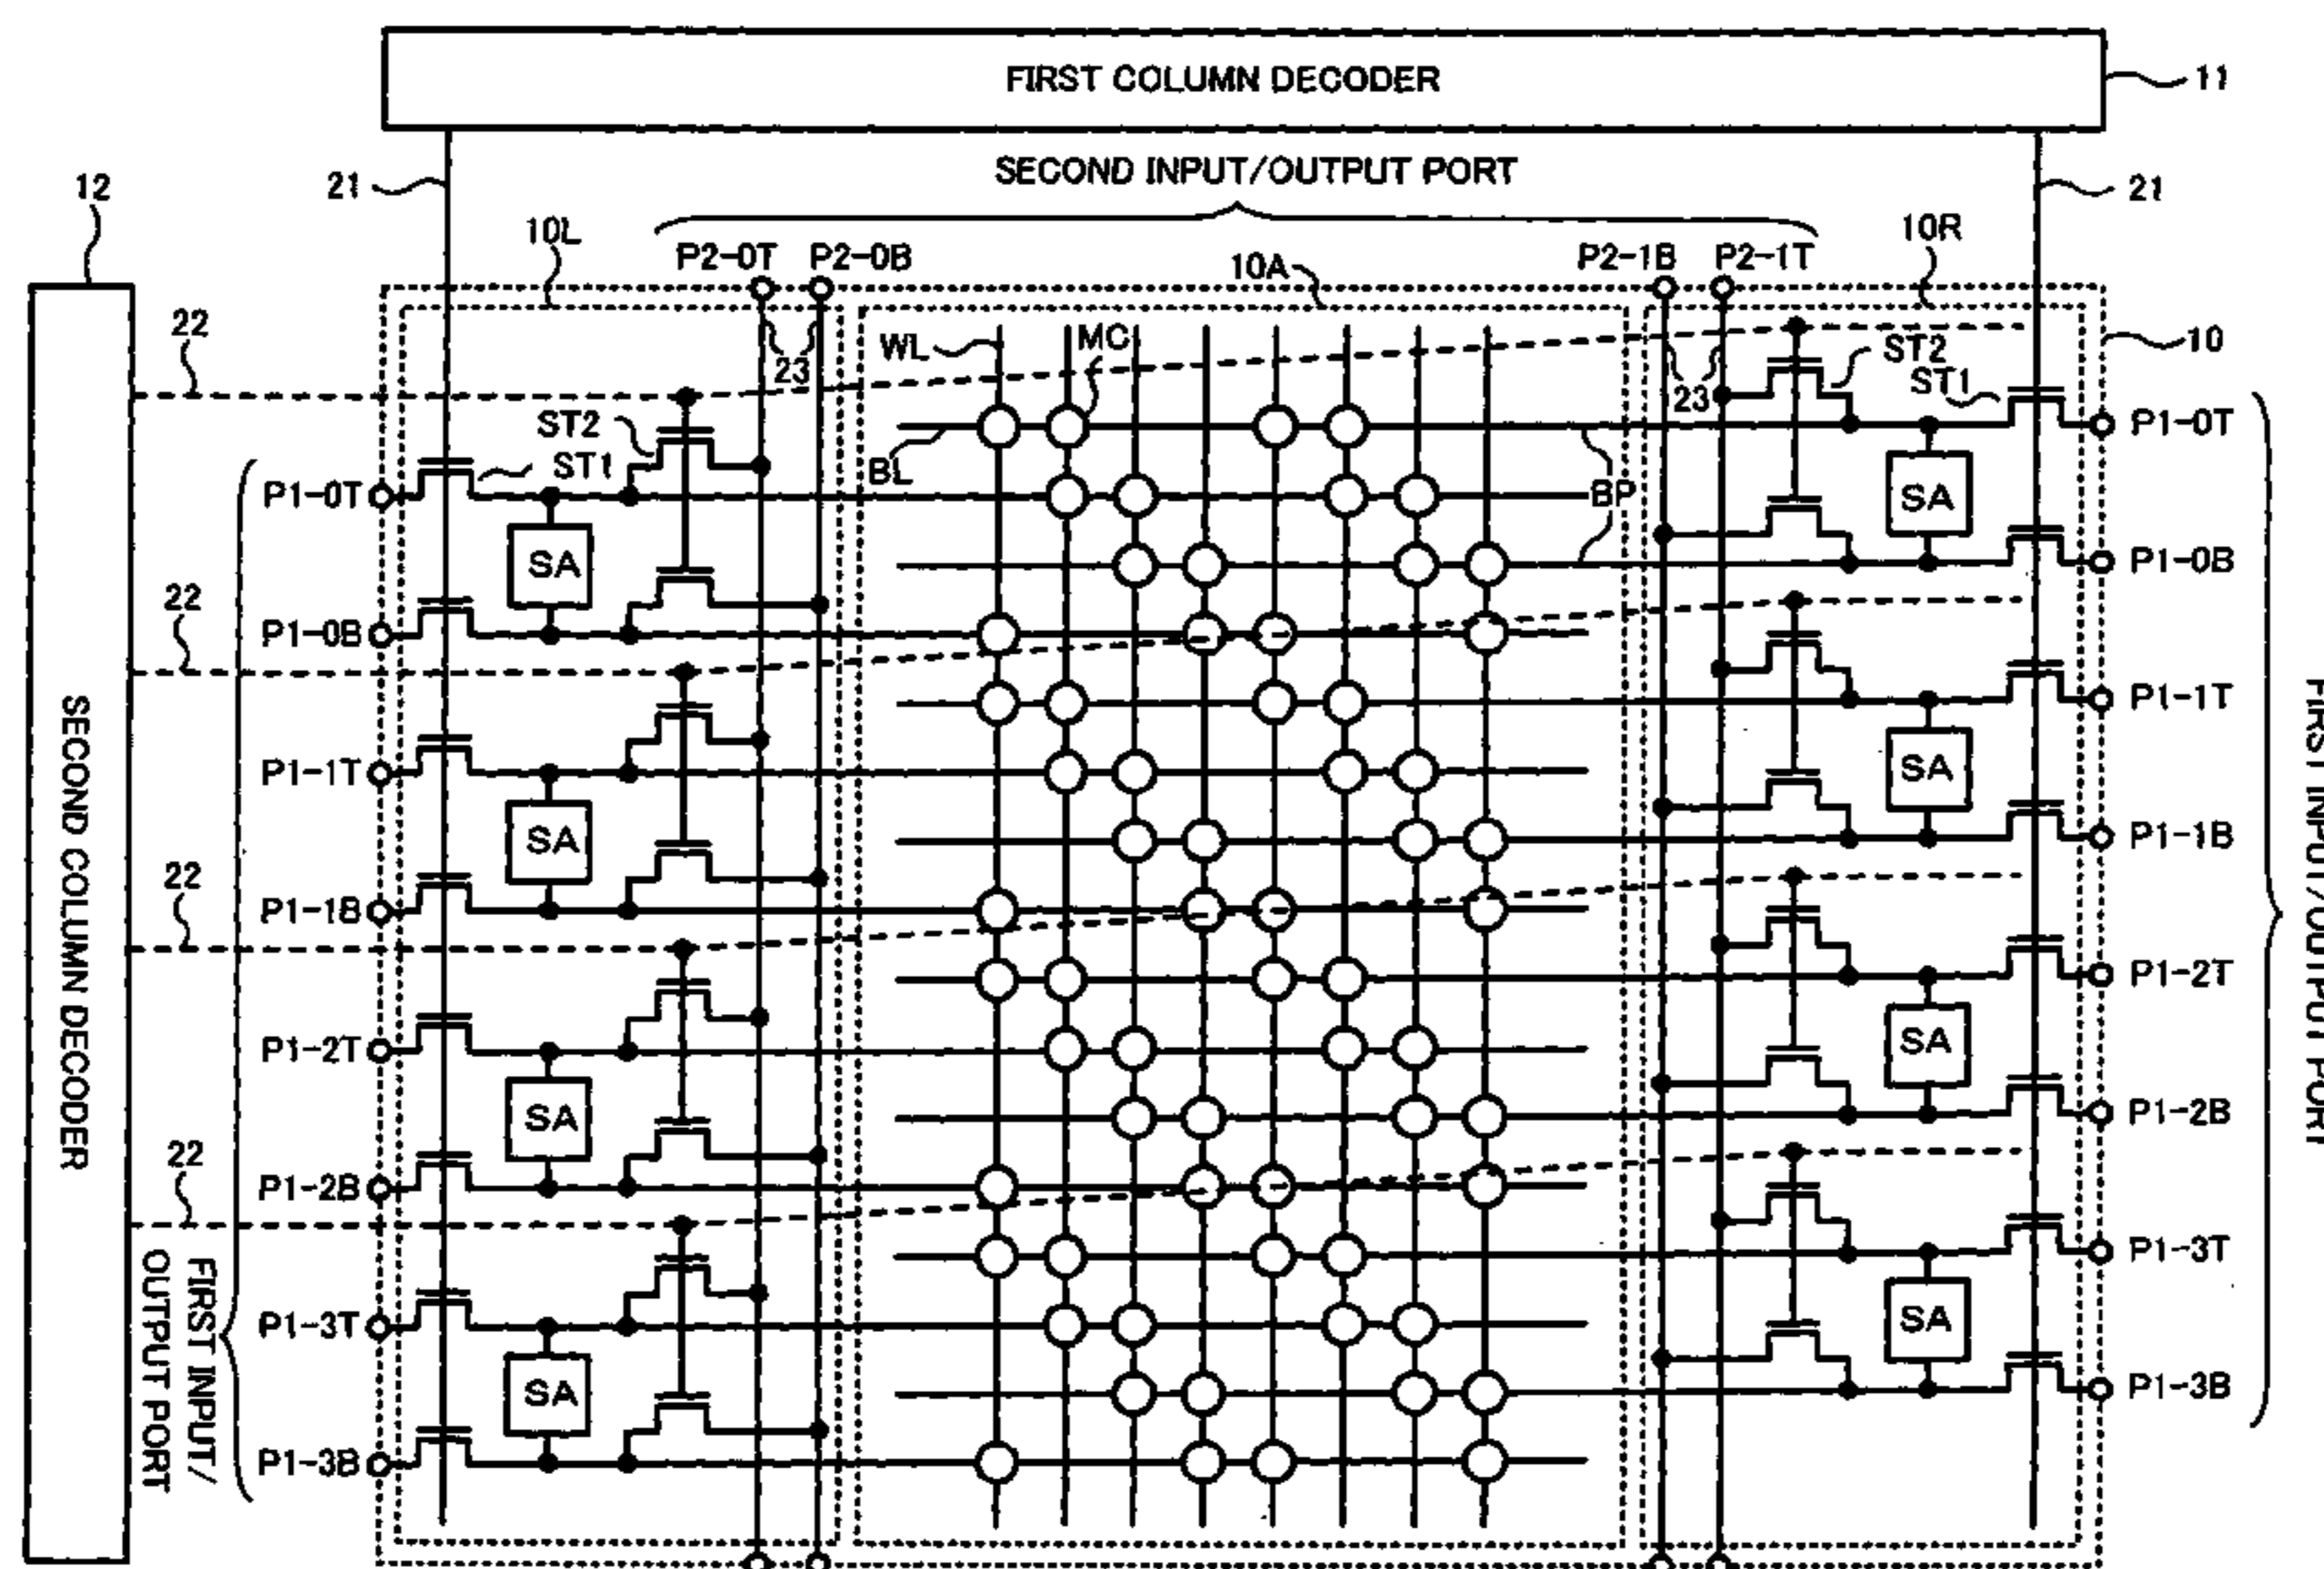 FIRST COLUMN DECODER
11
SECOND INPUT/OUTPUT PORT
12
21
21
10L
P2-0T
P2-0B
10A
P2-1B
P2-1T
10R
22
23
WL
MC
23
ST2
ST1
10
ST2
ST1
BL
BP
P1-0T
SA
P1-0B
P1-0T
SA
P1-0B
22
P1-1T
SA
P1-1B
P1-1T
SA
P1-1B
22
P1-2T
SA
P1-2B
P1-2T
SA
P1-2B
22
P1-3T
SA
P1-3B
P1-3T
SA
P1-3B
SECOND COLUMN DECODER
FIRST INPUT/
OUTPUT PORT
FIRST INPUT/OUTPUT PORT